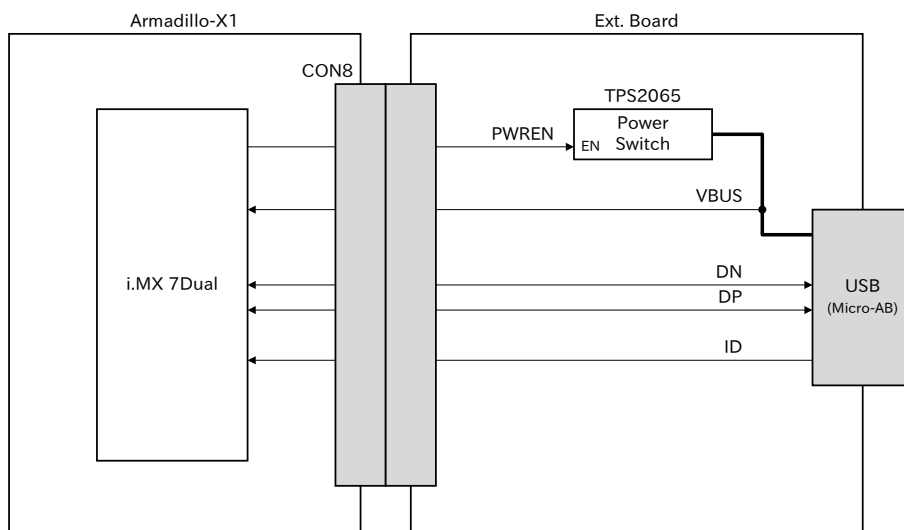 Armadillo-X1
Ext. Board
CON8
TPS2065
Power
Switch
EN
PWREN
VBUS
i.MX 7Dual
DN
DP
USB
(Micro-AB)
ID